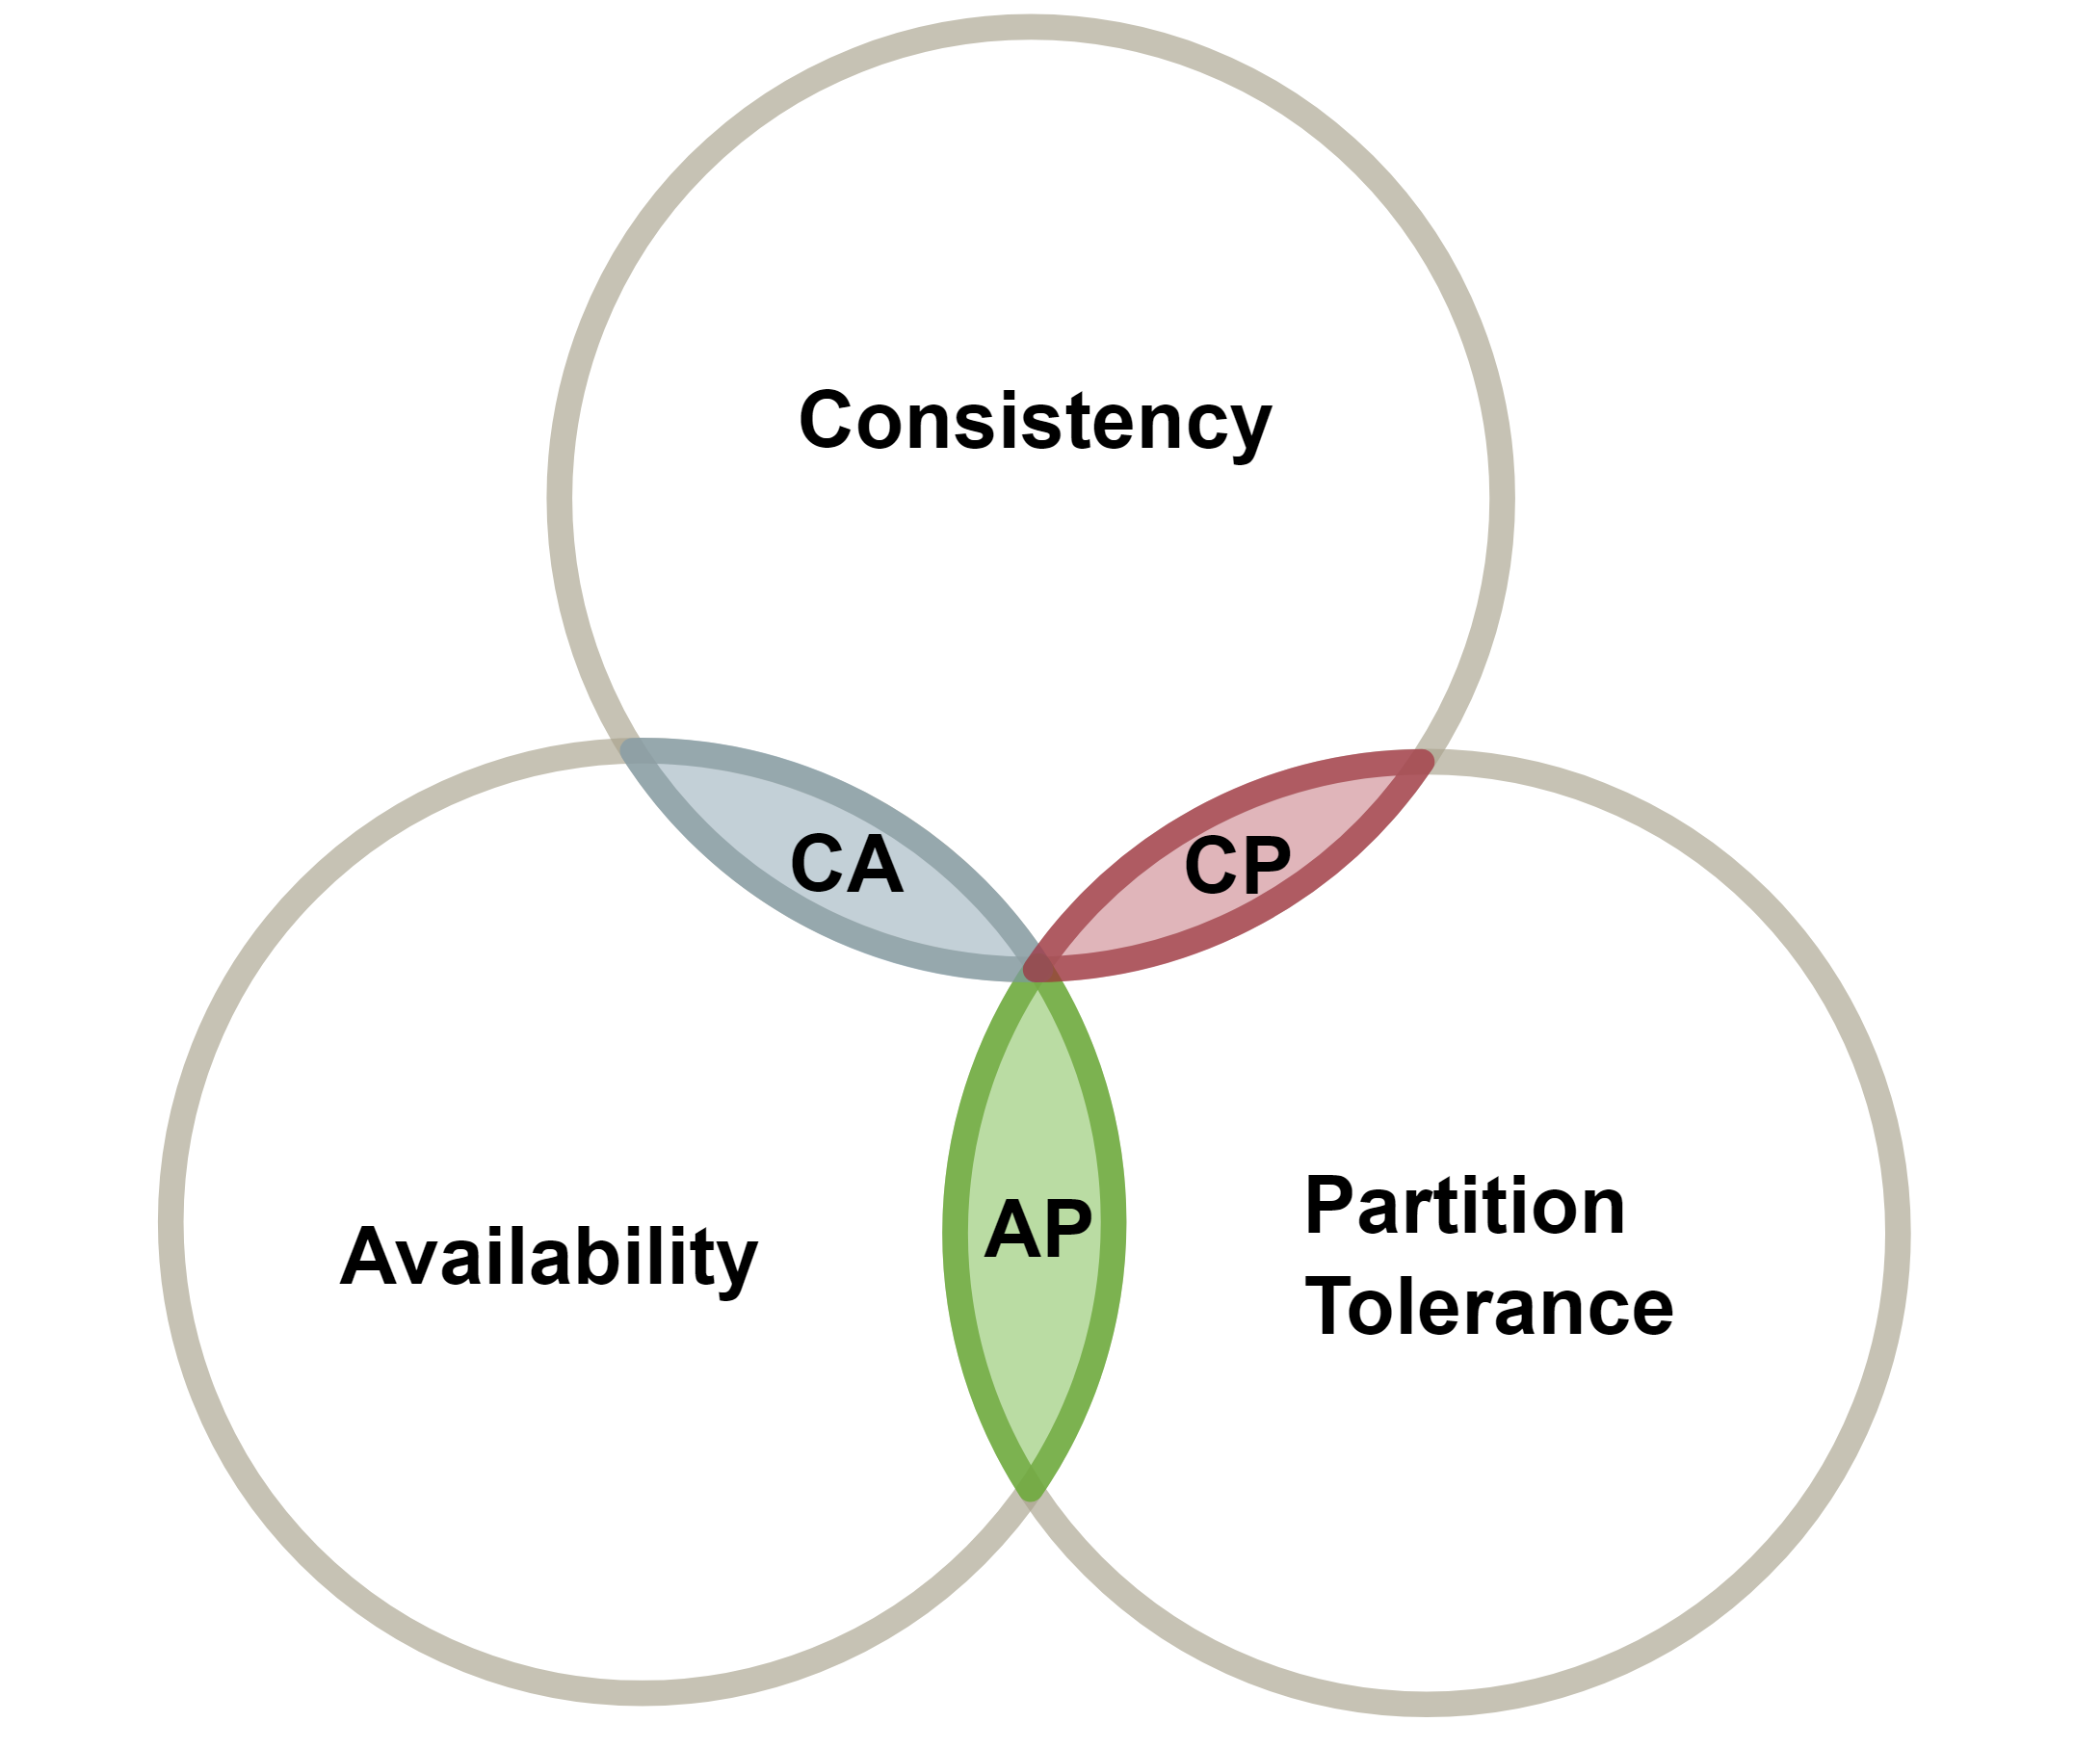 Consistency
CA
CP
Availability
AP
Partition
Tolerance